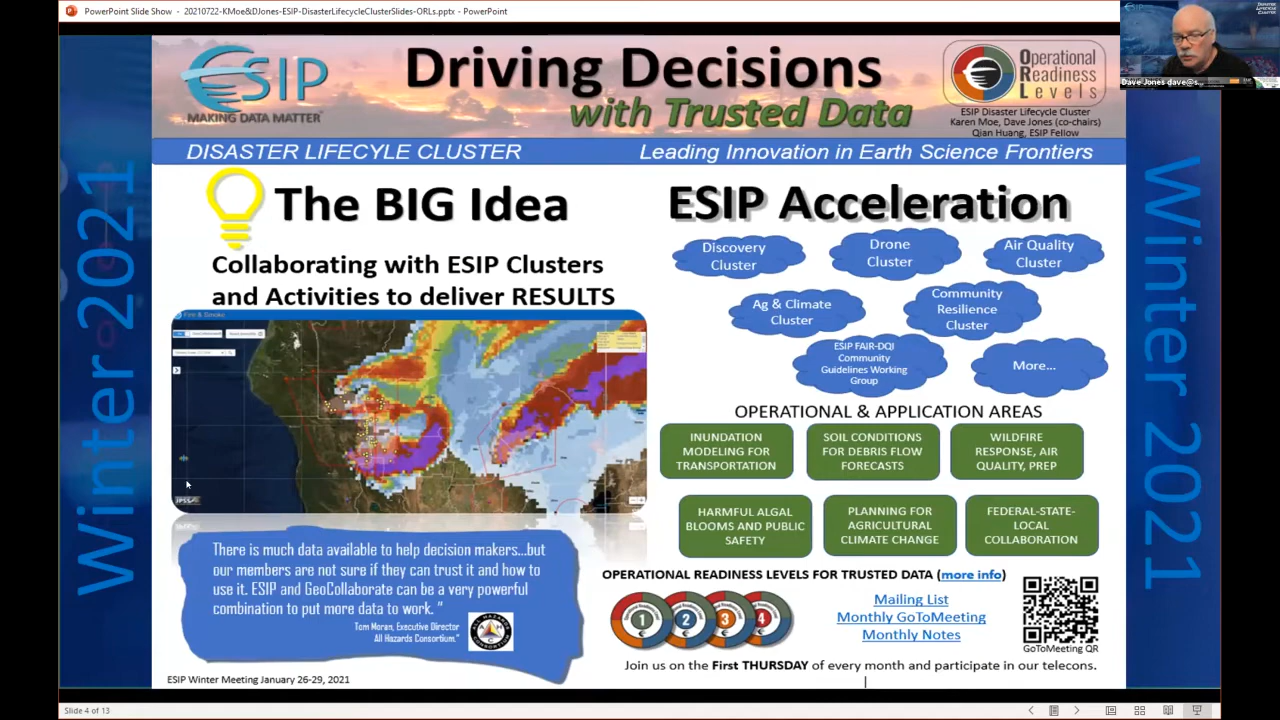 PowerPoint Slide Show - 20210722-KMoe&DJones-ESIP-DisasterLifecycleClusterSlides-ORLs.pptx - PowerPoint
Dave Jones dave@s...
ESIP
MAKING DATA MATTER
Driving Decisions
with Trusted Data
Operational
Readiness
Levels
ESIP Disaster Lifecycle Cluster
Karen Moe, Dave Jones (co-chairs)
Qian Huang, ESIP Fellow
DISASTER LIFECYLE CLUSTER
Leading Innovation in Earth Science Frontiers
Winter 2021
The BIG Idea
Collaborating with ESIP Clusters
and Activities to deliver RESULTS
Fire & Smoke
JPSS
There is much data available to help decision makers...but
our members are not sure if they can trust it and how to
use it. ESIP and GeoCollaborate can be a very powerful
combination to put more data to work. "
Tom Moran, Executive Director
All Hazards Consortium."
ESIP Winter Meeting January 26-29, 2021
ESIP Acceleration
Discovery
Cluster
Drone
Cluster
Air Quality
Cluster
Ag & Climate
Cluster
Community
Resilience
Cluster
ESIP FAIR-DQI
Community
Guidelines Working
Group
More...
OPERATIONAL & APPLICATION AREAS
INUNDATION
MODELING FOR
TRANSPORTATION
SOIL CONDITIONS
FOR DEBRIS FLOW
FORECASTS
WILDFIRE
RESPONSE, AIR
QUALITY, PREP
HARMFUL ALGAL
BLOOMS AND PUBLIC
SAFETY
PLANNING FOR
AGRICULTURAL
CLIMATE CHANGE
FEDERAL-STATE-
LOCAL
COLLABORATION
OPERATIONAL READINESS LEVELS FOR TRUSTED DATA (more info)
1 2 3 4
Mailing List
Monthly GoToMeeting
Monthly Notes
GoToMeeting QR
Join us on the First THURSDAY of every month and participate in our telecons.
Winter 2021
Slide 4 of 13